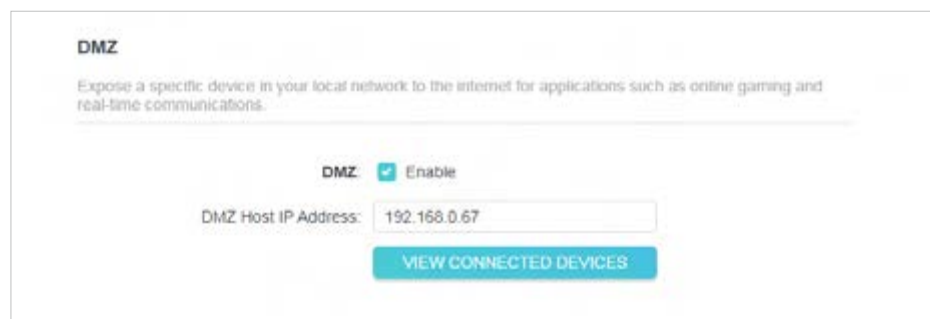 DMZ
Expose a specific device in your local network to the internet for applications such as online gaming and
real-time communications.
DMZ: Enable
DMZ Host IP Address: 192.168.0.67
VIEW CONNECTED DEVICES